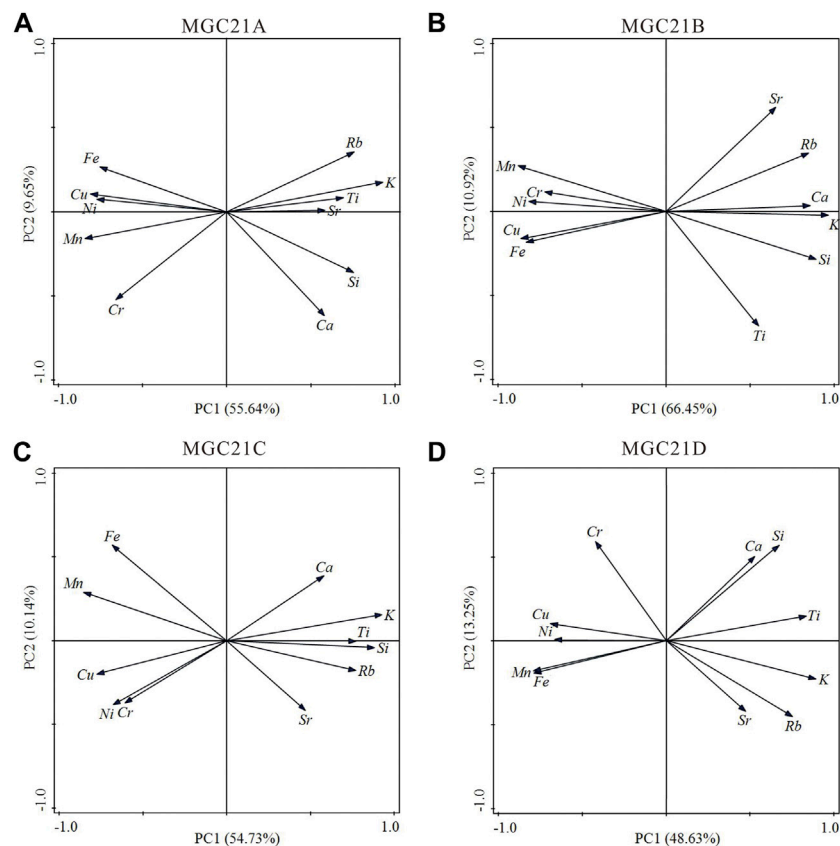 A
MGC21A
1.0
PC2 (9.65%)
-1.0
Fe
Cu
Ni
Mn
Cr
Rb
K
Ti
Sr
Si
Ca
-1.0
PC1 (55.64%)
1.0
B
MGC21B
1.0
PC2 (10.92%)
-1.0
Sr
Rb
Mn
Cr
Ni
Ca
K
Cu
Fe
Si
Ti
-1.0
PC1 (66.45%)
1.0
C
MGC21C
1.0
PC2 (10.14%)
-1.0
Fe
Mn
Ca
K
Ti
Si
Rb
Cu
Ni
Cr
Sr
-1.0
PC1 (54.73%)
1.0
D
MGC21D
1.0
PC2 (13.25%)
-1.0
Cr
Si
Ca
Cu
Ti
Ni
Mn
Fe
K
Sr
Rb
-1.0
PC1 (48.63%)
1.0